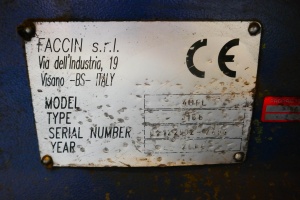 FACCIN s.r.l.
Via dell'Industria, 19
Visano -BS- ITALY
CE
MODEL
TYPE
SERIAL NUMBER
YEAR